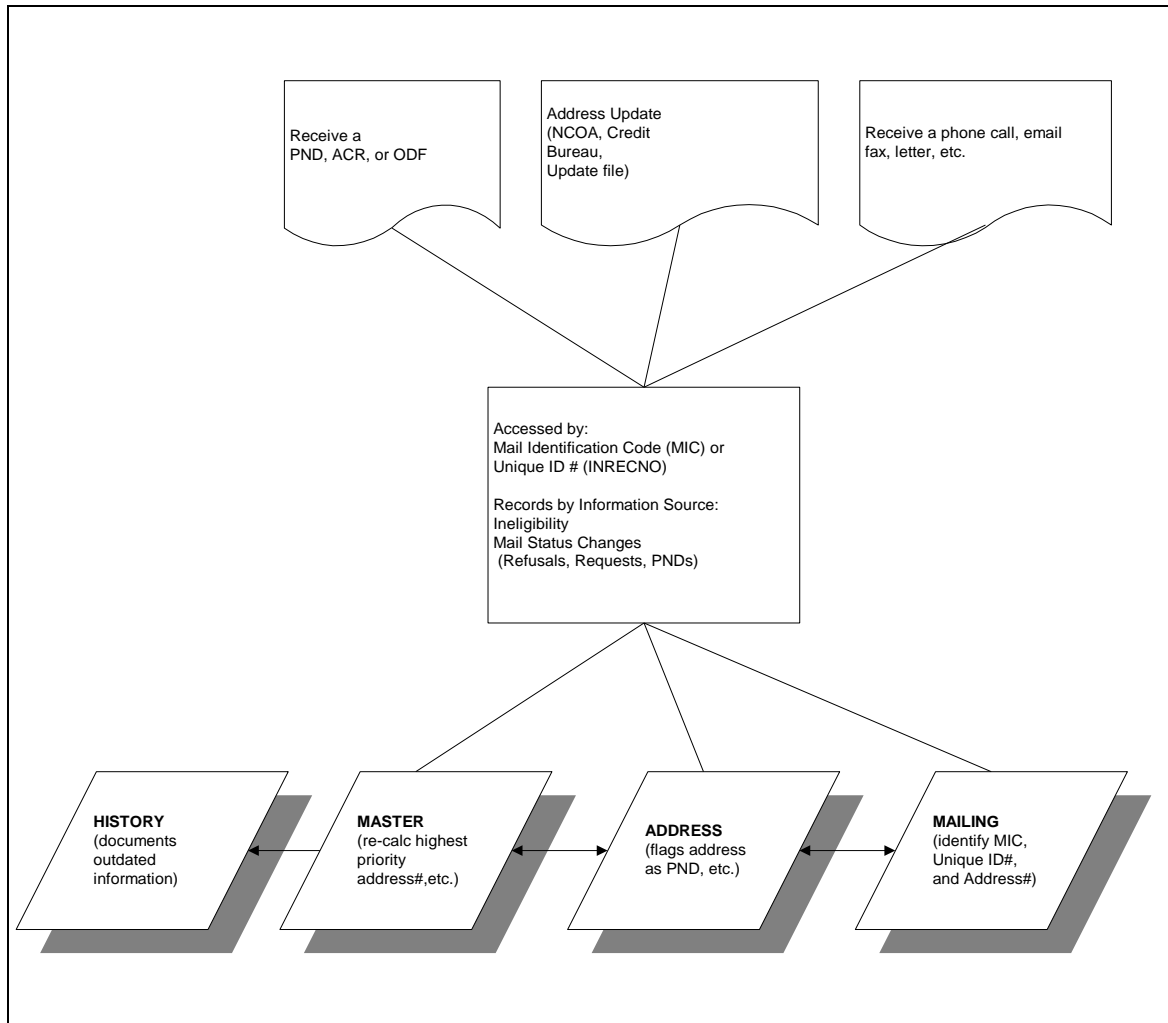 Receive a
PND, ACR, or ODF
Address Update
(NCOA, Credit
Bureau,
Update file)
Receive a phone call, email
fax, letter, etc.
Accessed by:
Mail Identification Code (MIC) or
Unique ID # (INRECNO)
Records by Information Source:
Ineligibility
Mail Status Changes
(Refusals, Requests, PNDs)
HISTORY
(documents
outdated
information)
MASTER
(re-calc highest
priority
address#,etc.)
ADDRESS
(flags address
as PND, etc.)
MAILING
(identify MIC,
Unique ID#,
and Address#)